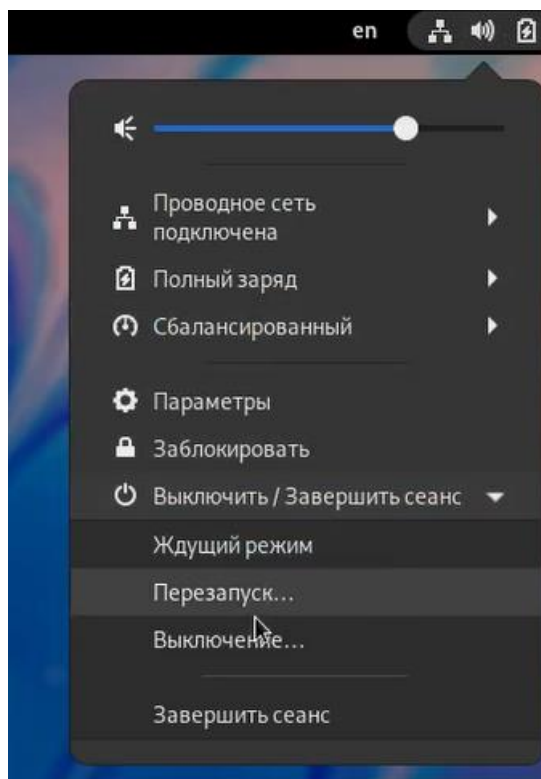 en
Проводное сеть
подключена
Полный заряд
Сбалансированный
Параметры
Заблокировать
Выключить / Завершить сеанс
Ждущий режим
Перезапуск...
Выключение...
Завершить сеанс